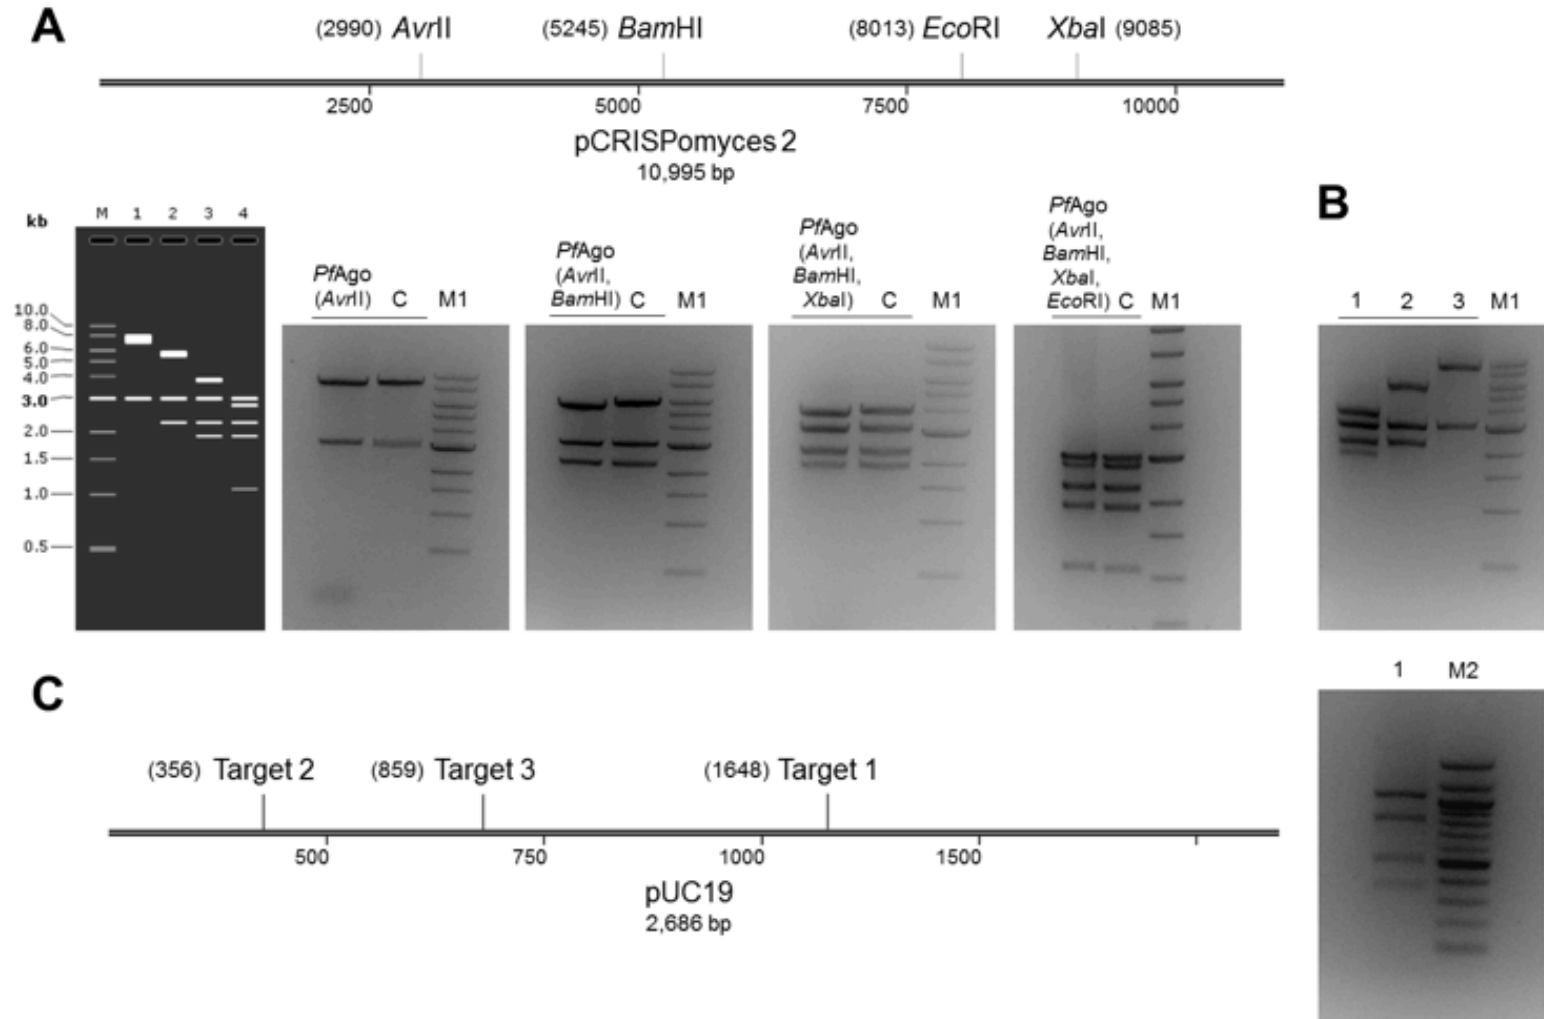 A
(2990) AvrII (5245) BamHI (8013) EcoRI XbaI (9085)
2500 5000 7500 10000
pCRISPomyces 2
10,995 bp
kb
M 1 2 3 4
10.0
8.0
6.0
5.0
4.0
3.0
2.0
1.5
1.0
0.5
PfAgo
(AvrII) C M1
PfAgo
(AvrII,
BamHI) C M1
PfAgo
(AvrII,
BamHI,
XbaI) C M1
PfAgo
(AvrII,
BamHI,
XbaI,
EcoRI) C M1
B
1 2 3 M1
1 M2
C
(356) Target 2 (859) Target 3 (1648) Target 1
500 750 1000 1500
pUC19
2,686 bp